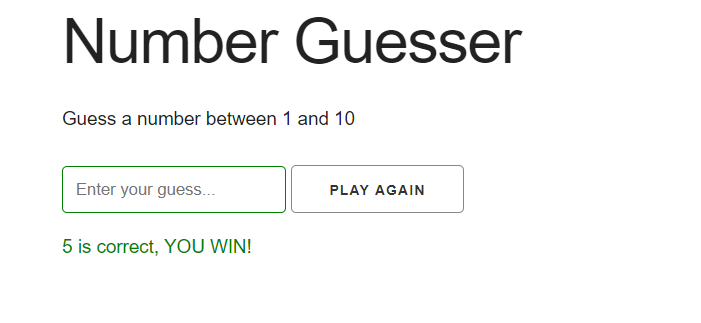 Number Guesser
Guess a number between 1 and 10
Enter your guess... PLAY AGAIN
5 is correct, YOU WIN!